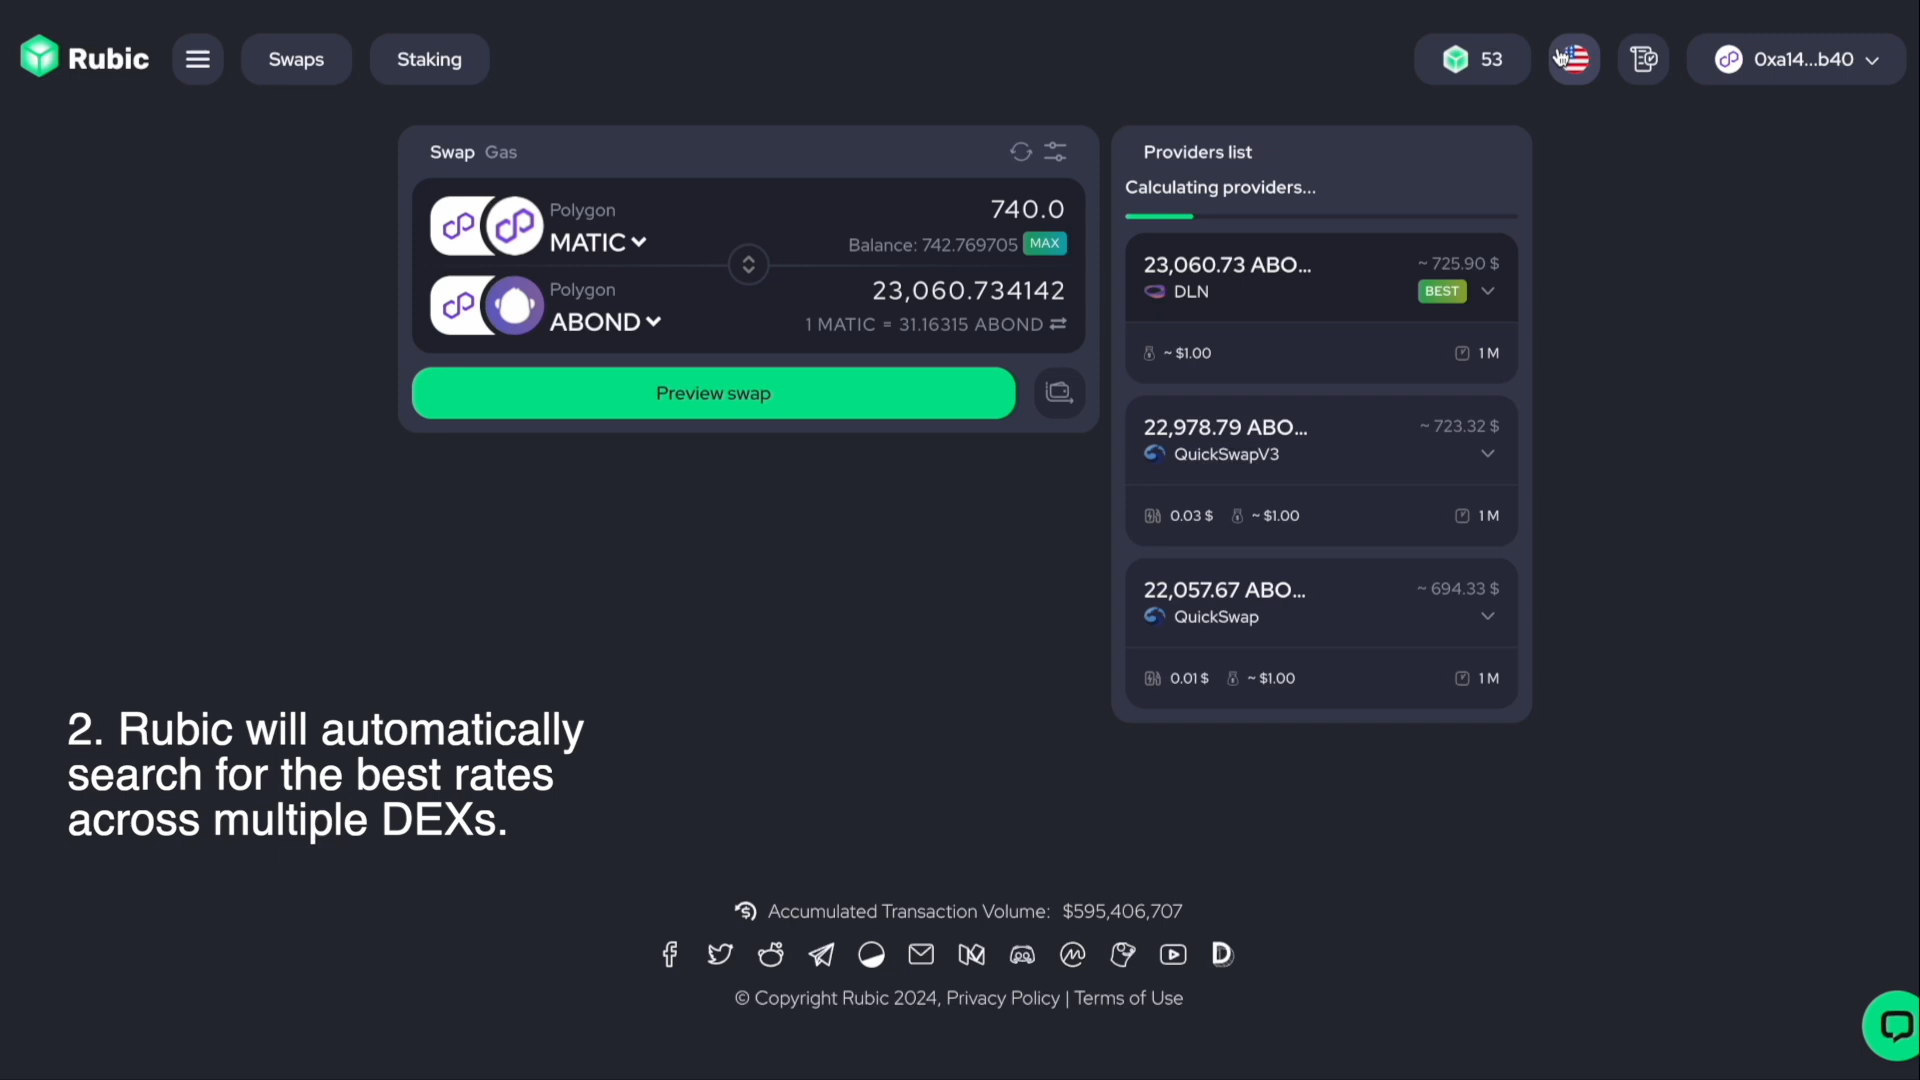 Rubic
Swaps
Staking
53
0xa14...b40
Swap Gas
Polygon
MATIC
740.0
Balance: 742.769705 MAX
Polygon
ABOND
23,060.734142
1 MATIC = 31.16315 ABOND
Preview swap
Providers list
Calculating providers...
23,060.73 ABO... ~ 725.90 $
DLN BEST
~ $1.00 1 M
22,978.79 ABO... ~ 723.32 $
QuickSwapV3
0.03 $ ~ $1.00 1 M
22,057.67 ABO... ~ 694.33 $
QuickSwap
0.01 $ ~ $1.00 1 M
2. Rubic will automatically
search for the best rates
across multiple DEXs.
Accumulated Transaction Volume: $595,406,707
© Copyright Rubic 2024, Privacy Policy | Terms of Use